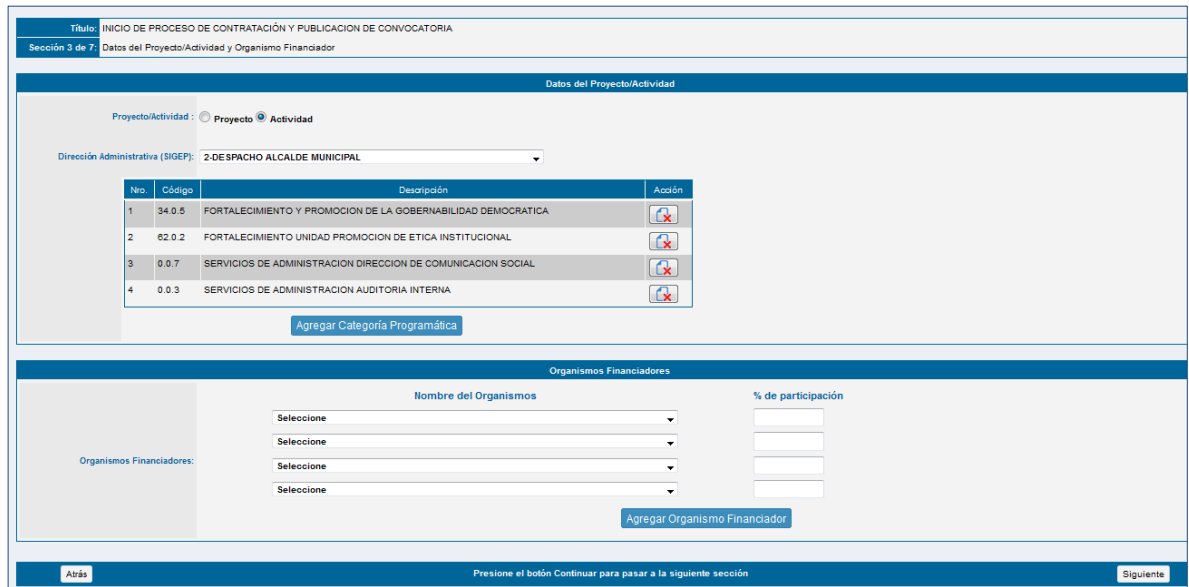 Título: INICIO DE PROCESO DE CONTRATACIÓN Y PUBLICACION DE CONVOCATORIA
Sección 3 de 7: Datos del Proyecto/Actividad y Organismo Financiador
Datos del Proyecto/Actividad
Proyecto/Actividad : Proyecto Actividad
Dirección Administrativa (SIGEP): 2-DESPACHO ALCALDE MUNICIPAL
Nro. Código Descripción Acción
1 34.0.5 FORTALECIMIENTO Y PROMOCION DE LA GOBERNABILIDAD DEMOCRATICA
2 62.0.2 FORTALECIMIENTO UNIDAD PROMOCION DE ETICA INSTITUCIONAL
3 0.0.7 SERVICIOS DE ADMINISTRACION DIRECCION DE COMUNICACION SOCIAL
4 0.0.3 SERVICIOS DE ADMINISTRACION AUDITORIA INTERNA
Agregar Categoría Programática
Organismos Financiadores
Nombre del Organismos % de participación
Seleccione
Seleccione
Organismos Financiadores:
Seleccione
Seleccione
Agregar Organismo Financiador
Atrás Presione el botón Continuar para pasar a la siguiente sección Siguiente